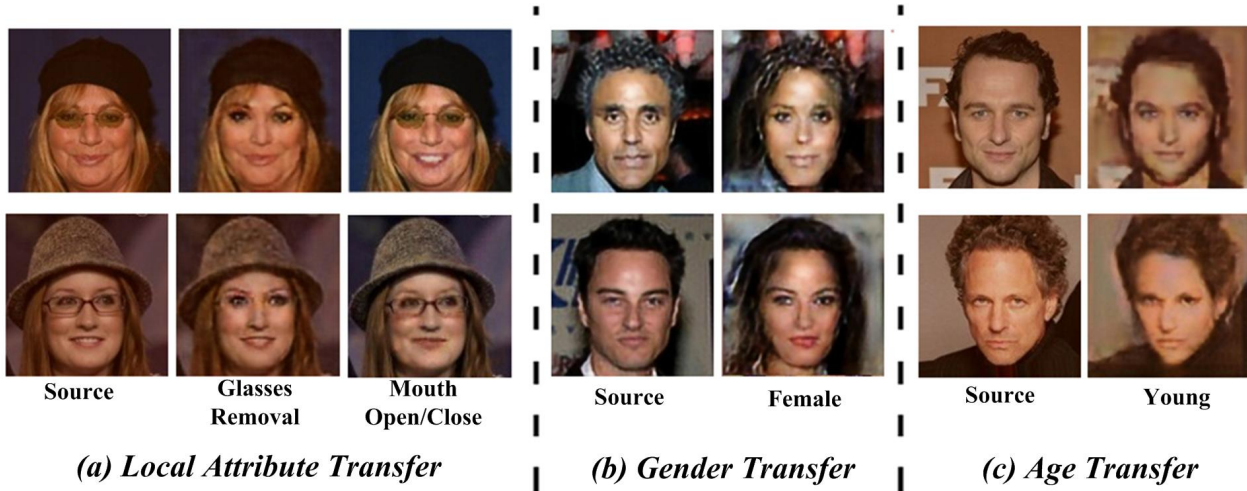 Source
Glasses
Removal
Mouth
Open/Close
(a) Local Attribute Transfer
Source
Female
(b) Gender Transfer
Source
Young
(c) Age Transfer